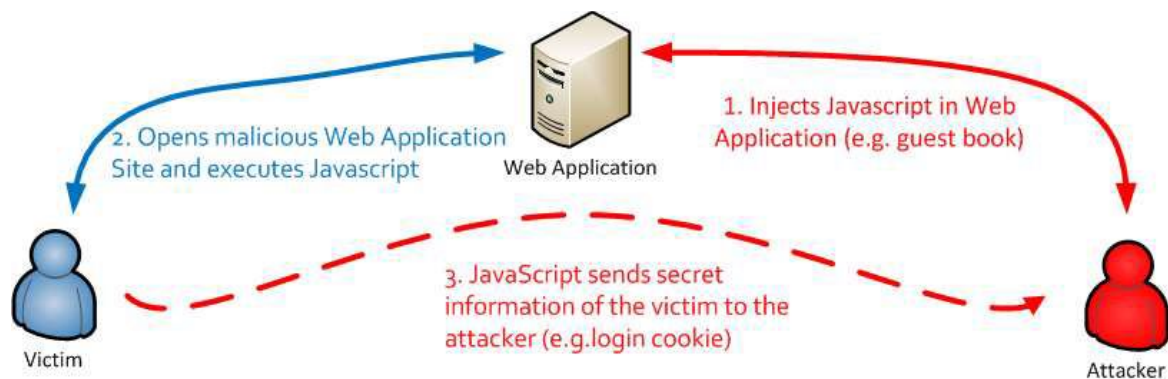 1. Injects Javascript in Web
Application (e.g. guest book)
2. Opens malicious Web Application
Site and executes Javascript
Web Application
3. JavaScript sends secret
information of the victim to the
attacker (e.g.login cookie)
Victim
Attacker